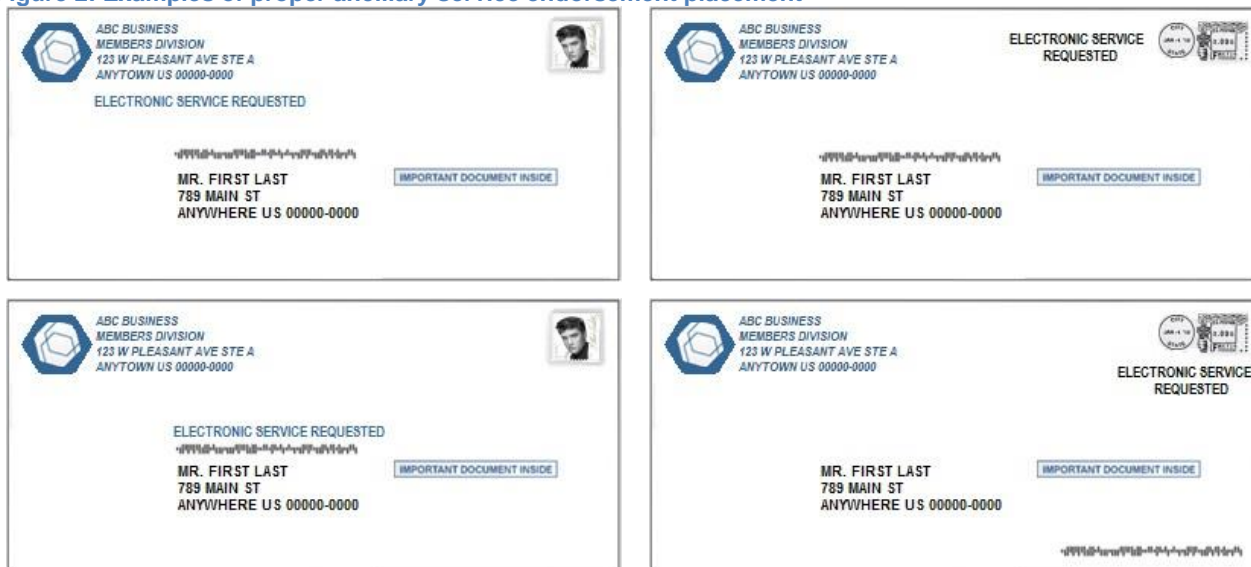 igure 2: Examples of proper ancillary service endorsement placement
ABC BUSINESS
MEMBERS DIVISION
123 W PLEASANT AVE STE A
ANYTOWN US 00000-0000
ELECTRONIC SERVICE REQUESTED
MR. FIRST LAST
789 MAIN ST
ANYWHERE US 00000-0000
IMPORTANT DOCUMENT INSIDE
ABC BUSINESS
MEMBERS DIVISION
123 W PLEASANT AVE STE A
ANYTOWN US 00000-0000
ELECTRONIC SERVICE
REQUESTED
CITY
STATE
MR. FIRST LAST
789 MAIN ST
ANYWHERE US 00000-0000
IMPORTANT DOCUMENT INSIDE
ABC BUSINESS
MEMBERS DIVISION
123 W PLEASANT AVE STE A
ANYTOWN US 00000-0000
ELECTRONIC SERVICE REQUESTED
MR. FIRST LAST
789 MAIN ST
ANYWHERE US 00000-0000
IMPORTANT DOCUMENT INSIDE
ABC BUSINESS
MEMBERS DIVISION
123 W PLEASANT AVE STE A
ANYTOWN US 00000-0000
CITY
STATE
ELECTRONIC SERVICE
REQUESTED
MR. FIRST LAST
789 MAIN ST
ANYWHERE US 00000-0000
IMPORTANT DOCUMENT INSIDE